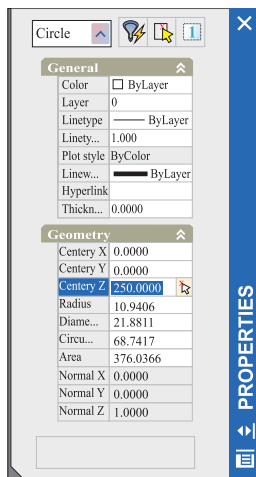 Circle
1
General
Color ByLayer
Layer 0
Linetype ByLayer
Linety... 1.000
Plot style ByColor
Linew... ByLayer
Hyperlink
Thickn... 0.0000
Geometry
Centery X 0.0000
Centery Y 0.0000
Centery Z 250.0000
Radius 10.9406
Diame... 21.8811
Circu... 68.7417
Area 376.0366
Normal X 0.0000
Normal Y 0.0000
Normal Z 1.0000
PROPERTIES